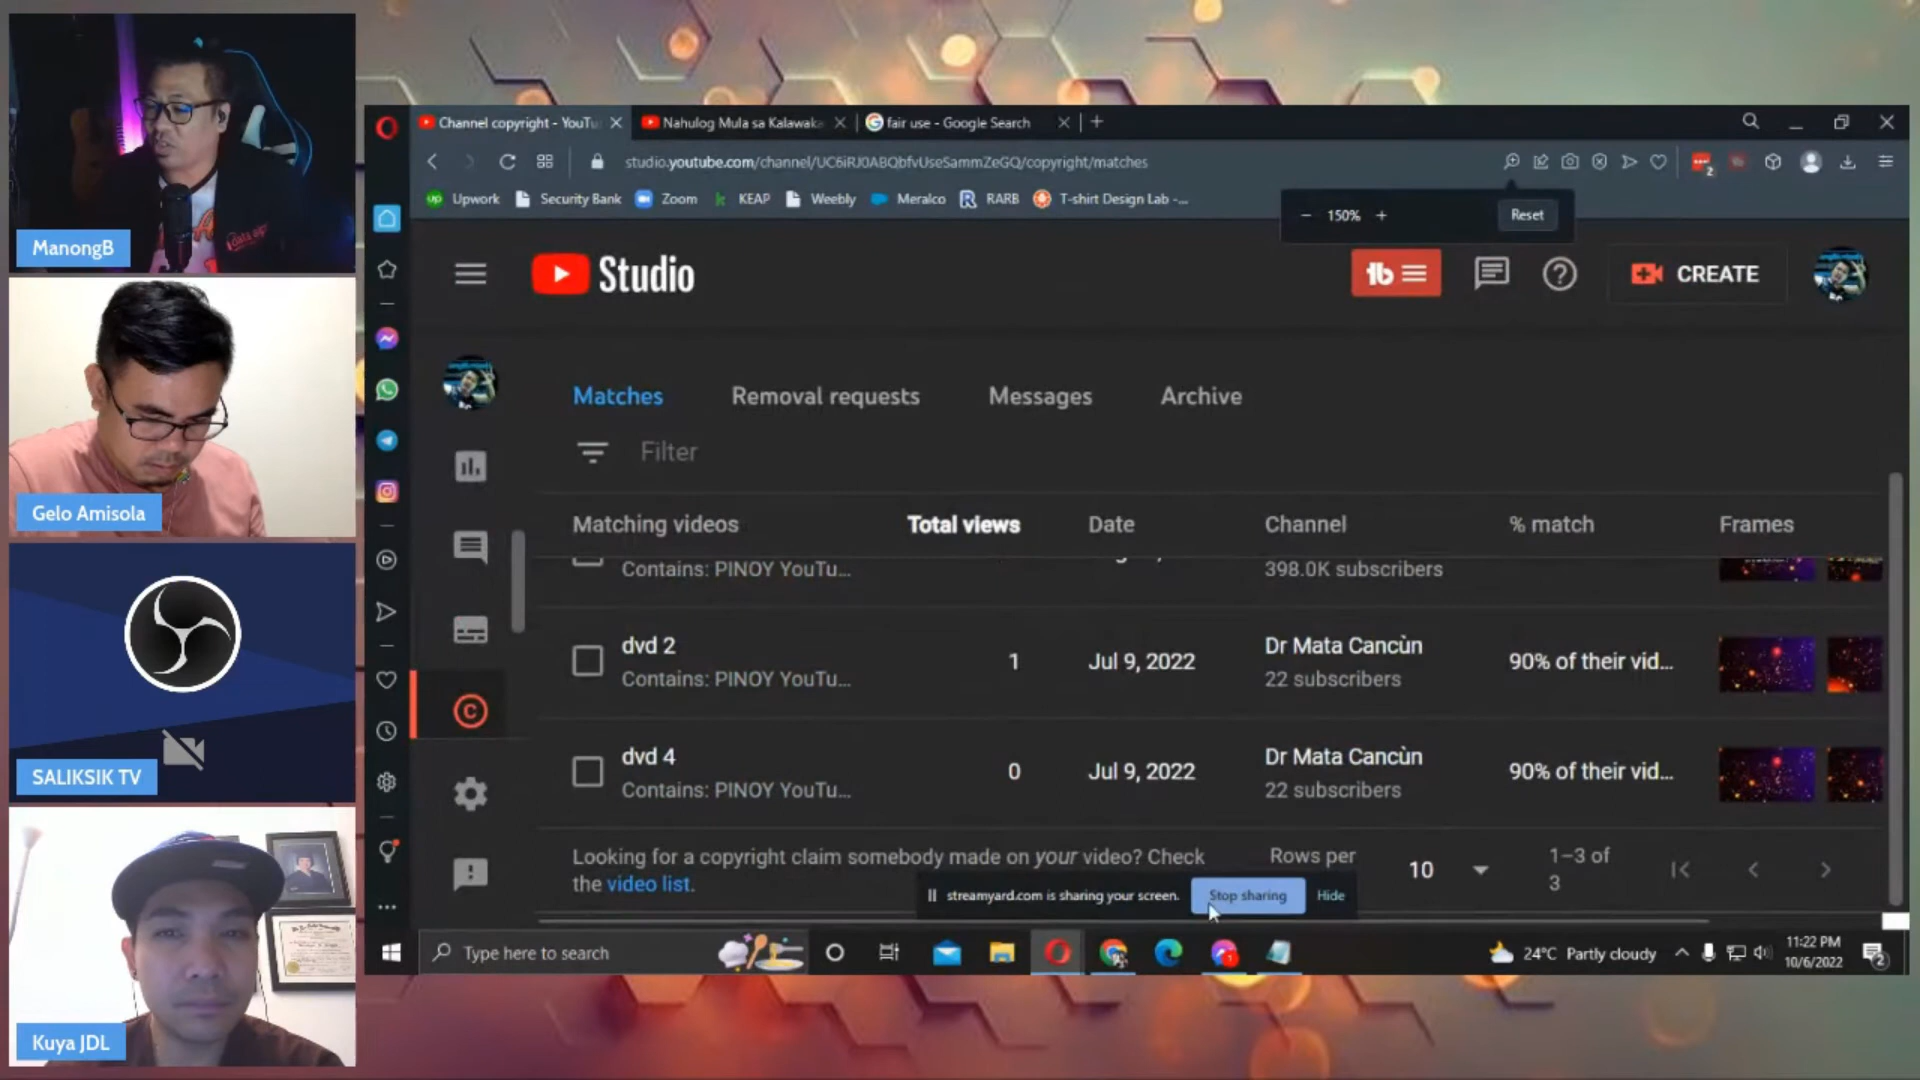 ManongB
Gelo Amisola
SALIKSIK TV
Kuya JDL
Channel copyright - YouTu
Nahulog Mula sa Kalawaka
fair use - Google Search
studio.youtube.com/channel/UC6iRJ0ABQbfvUseSammZeGQ/copyright/matches
Upwork
Security Bank
Zoom
KEAP
Weebly
Meralco
RARB
T-shirt Design Lab -...
150%
Reset
Studio
CREATE
Matches
Removal requests
Messages
Archive
Filter
Matching videos
Total views
Date
Channel
% match
Frames
Contains: PINOY YouTu...
398.0K subscribers
dvd 2
Contains: PINOY YouTu...
1
Jul 9, 2022
Dr Mata Cancùn
22 subscribers
90% of their vid...
dvd 4
Contains: PINOY YouTu...
0
Jul 9, 2022
Dr Mata Cancùn
22 subscribers
90% of their vid...
Looking for a copyright claim somebody made on your video? Check
the video list.
Rows per
10
1–3 of
3
streamyard.com is sharing your screen.
Stop sharing
Hide
Type here to search
24°C Partly cloudy
11:22 PM
10/6/2022
2